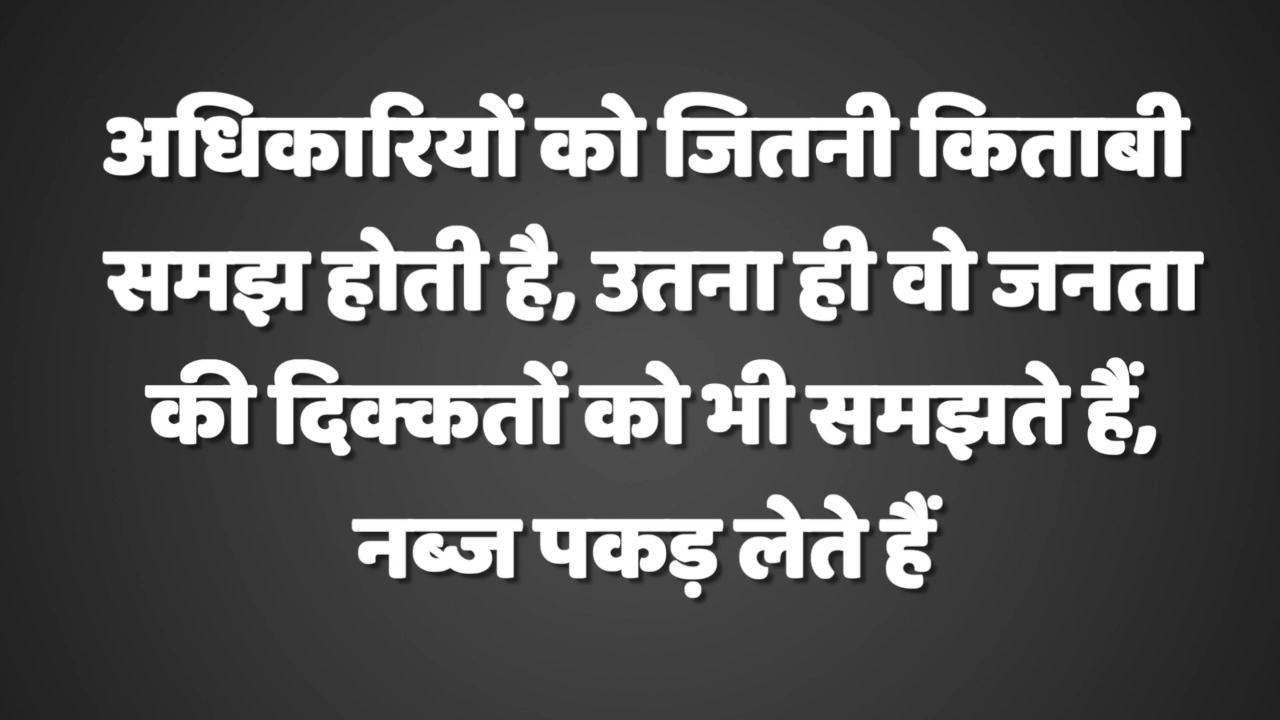 अधिकारियों को जितनी किताबी
समझ होती है, उतना ही वो जनता
की दिक्कतों को भी समझते हैं,
नब्ज पकड़ लेते हैं